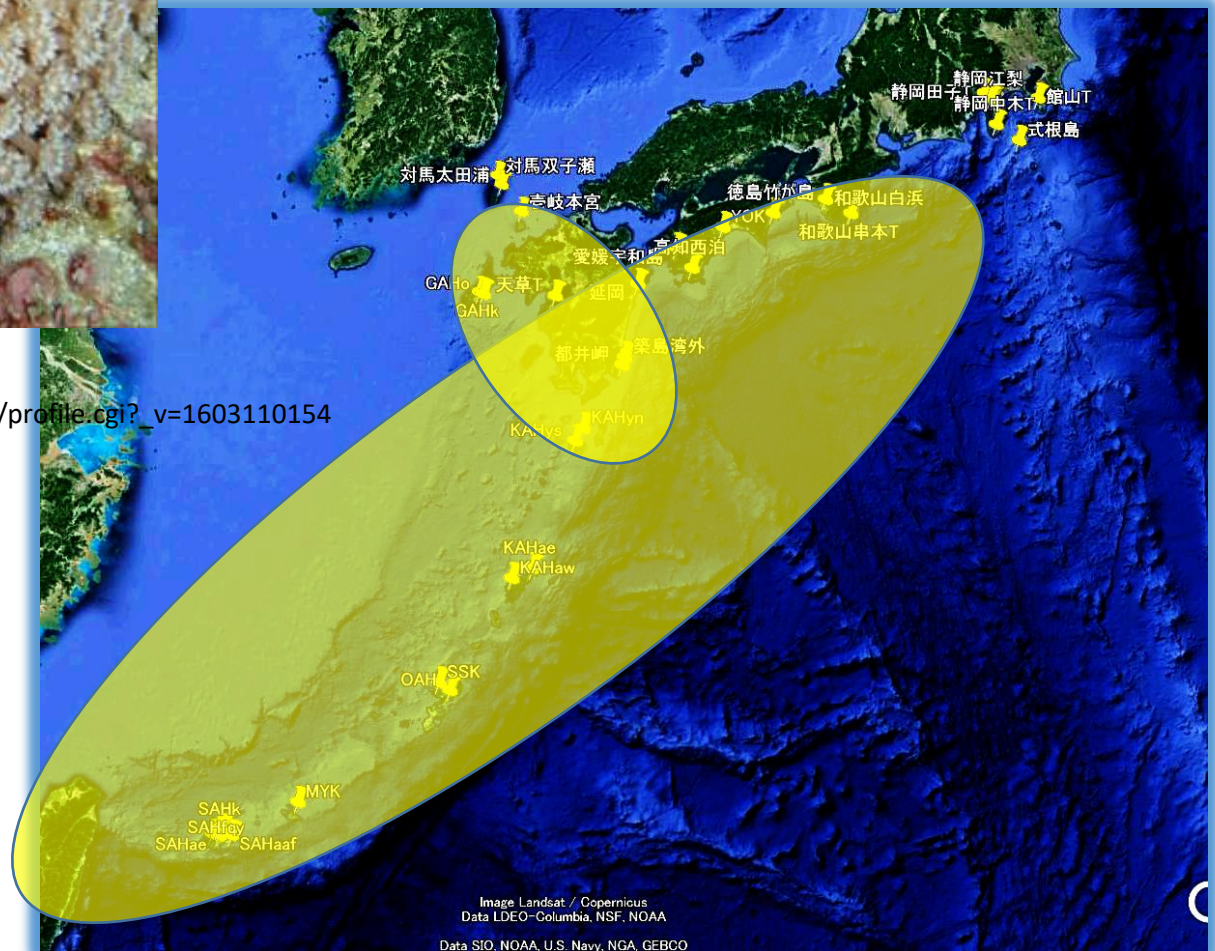 静岡江梨
静岡田子T
館山T
静岡中木T
式根島
対馬双子瀬
対馬太田浦
壱岐本宮
徳島竹が島
和歌山白浜
YOK
和歌山串本T
高知西泊
愛媛宇和島
GAHo
天草T
延岡
GAHk
築島湾外
都井岬
/profile.cgi?_v=1603110154
KAHyn
KAHys
KAHae
KAHaw
SSK
OAH
MYK
SAHk
SAHfgy
SAHae
SAHaaf
Image Landsat / Copernicus
Data LDEO-Columbia, NSF, NOAA
Data SIO, NOAA, U.S. Navy, NGA, GEBCO